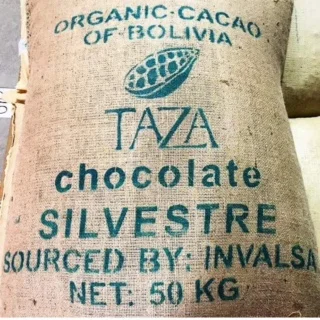 ORGANIC·CACAO
OF·BOLIVIA
TAZA
chocolate
SILVESTRE
SOURCED BY: INVALSA
NET: 50 KG